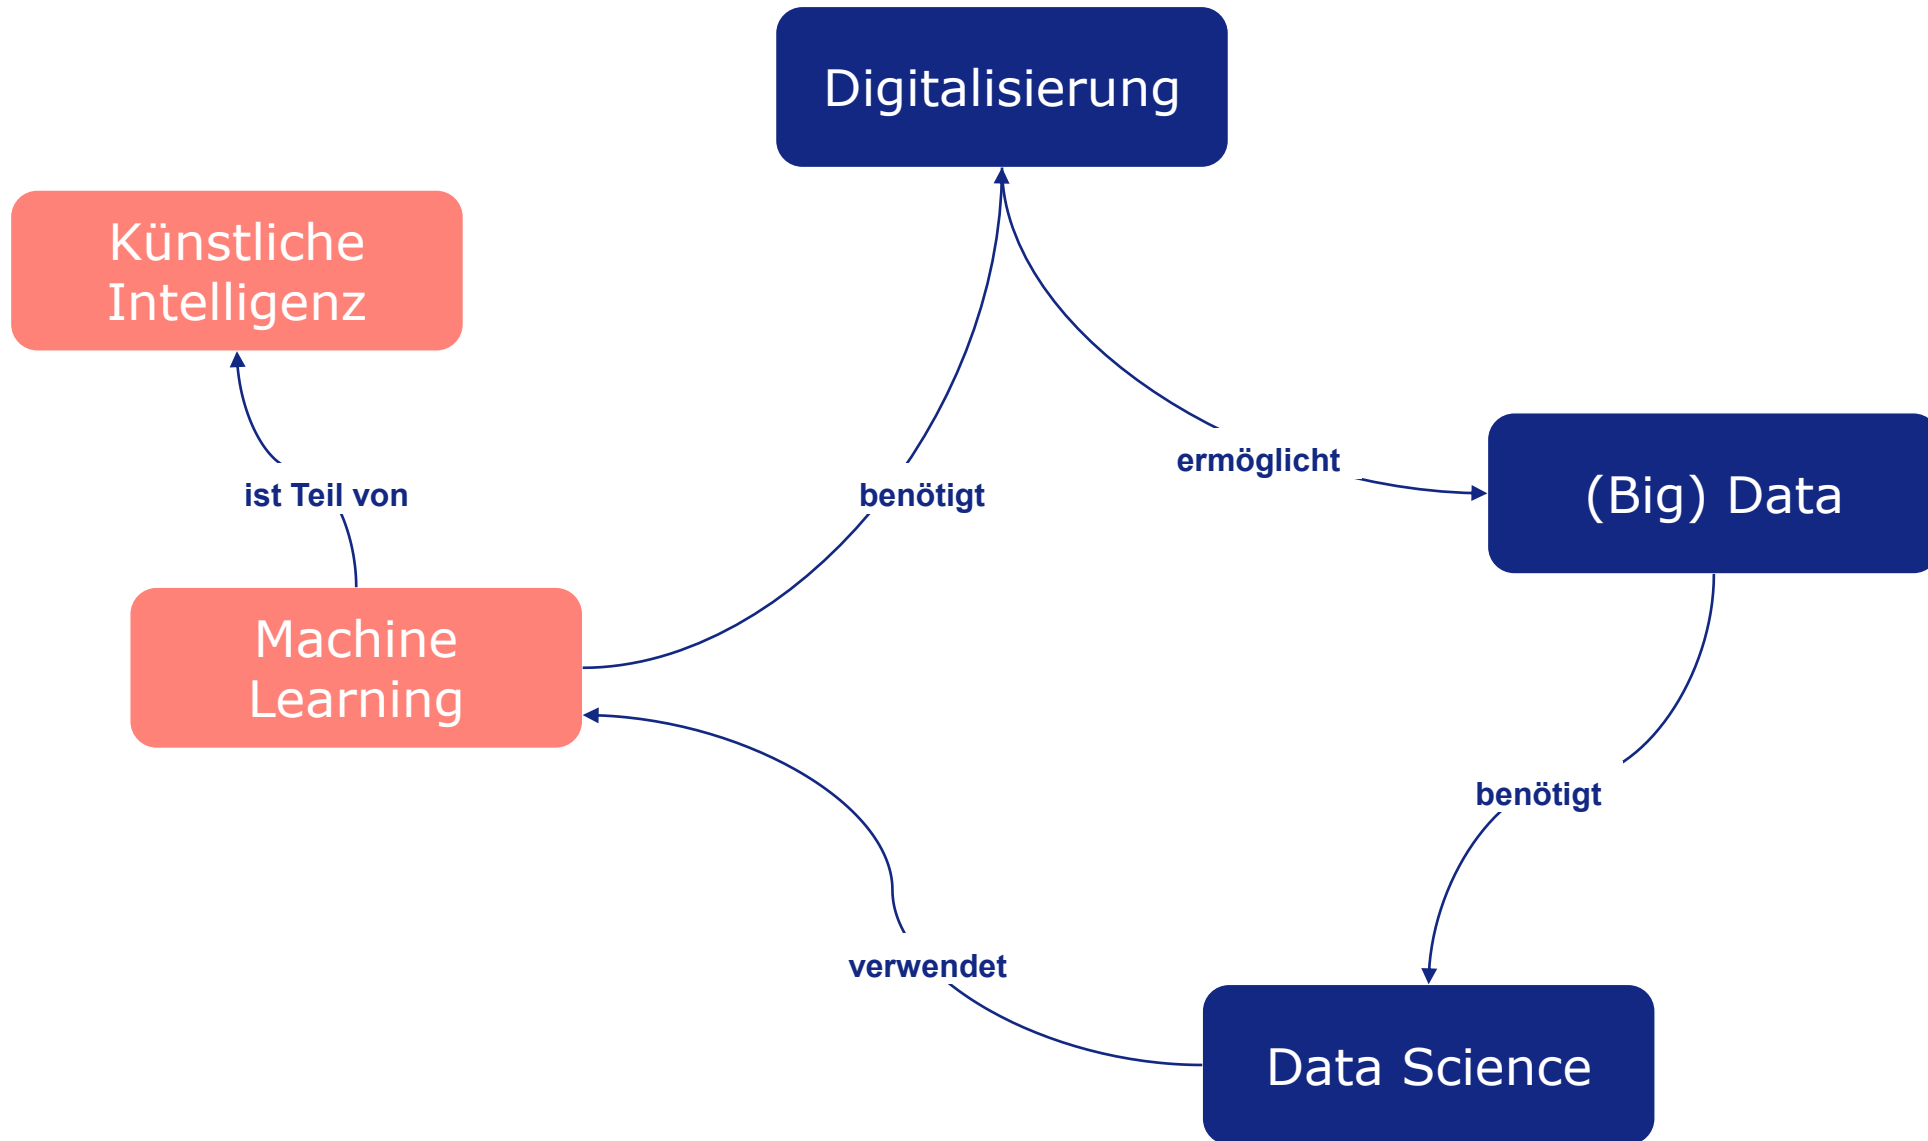 Digitalisierung
Künstliche
Intelligenz
ermöglicht
ist Teil von
benötigt
(Big) Data
Machine
Learning
benötigt
verwendet
Data Science